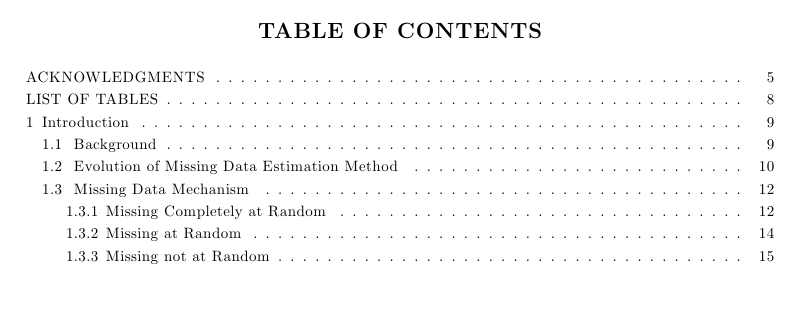 TABLE OF CONTENTS
ACKNOWLEDGMENTS . . . . . . . . . . . . . . . . . . . . . . . . . . . . . . . . . . . . . . . . . . . 5
LIST OF TABLES . . . . . . . . . . . . . . . . . . . . . . . . . . . . . . . . . . . . . . . . . . . . . . . 8
1 Introduction . . . . . . . . . . . . . . . . . . . . . . . . . . . . . . . . . . . . . . . . . . . . . . . . . 9
1.1 Background . . . . . . . . . . . . . . . . . . . . . . . . . . . . . . . . . . . . . . . . . . . . . . . 9
1.2 Evolution of Missing Data Estimation Method . . . . . . . . . . . . . . . . . . . . . . . . . . . 10
1.3 Missing Data Mechanism . . . . . . . . . . . . . . . . . . . . . . . . . . . . . . . . . . . . . . . 12
1.3.1 Missing Completely at Random . . . . . . . . . . . . . . . . . . . . . . . . . . . . . . . . . 12
1.3.2 Missing at Random . . . . . . . . . . . . . . . . . . . . . . . . . . . . . . . . . . . . . . . . 14
1.3.3 Missing not at Random . . . . . . . . . . . . . . . . . . . . . . . . . . . . . . . . . . . . . . 15